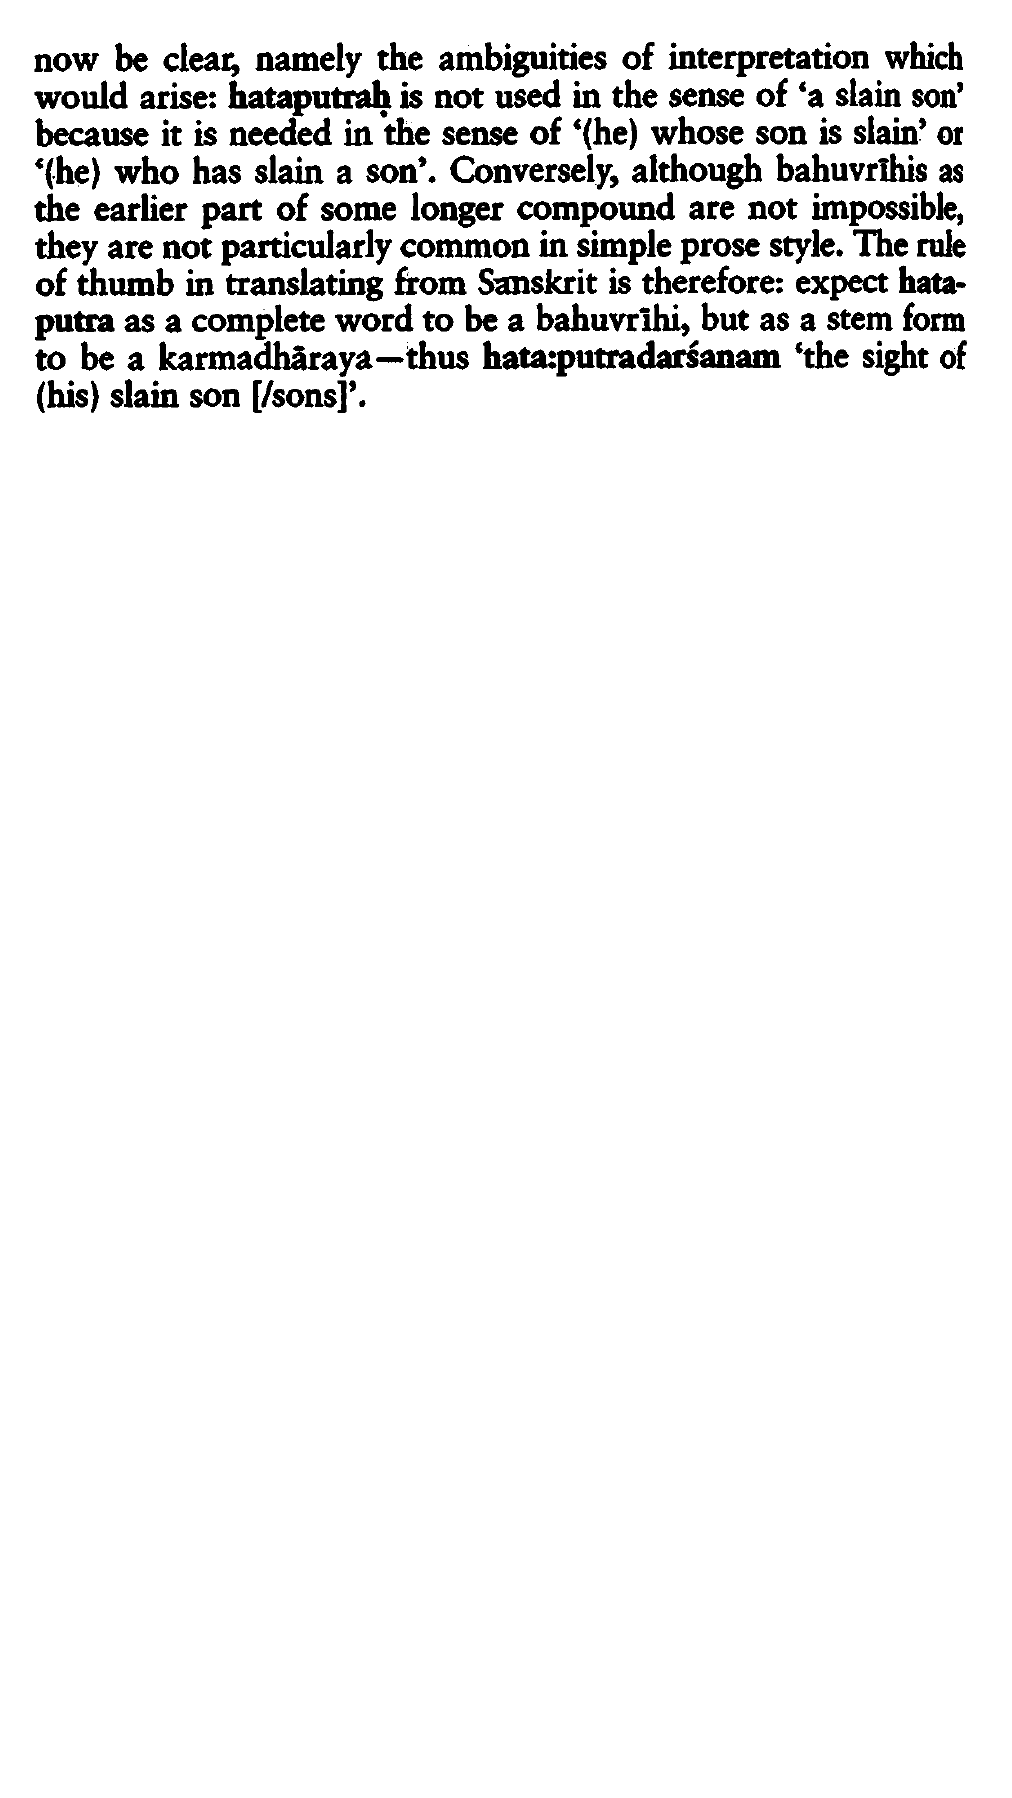 now be clear, namely the ambiguities of interpretation which
would arise: hataputraḥ is not used in the sense of ‘a slain son’
because it is needed in the sense of ‘(he) whose son is slain’ or
‘(he) who has slain a son’. Conversely, although bahuvrīhis as
the earlier part of some longer compound are not impossible,
they are not particularly common in simple prose style. The rule
of thumb in translating from Sanskrit is therefore: expect hata-
putra as a complete word to be a bahuvrīhi, but as a stem form
to be a karmadhāraya—thus hata:putradarśanam ‘the sight of
(his) slain son [/sons]’.